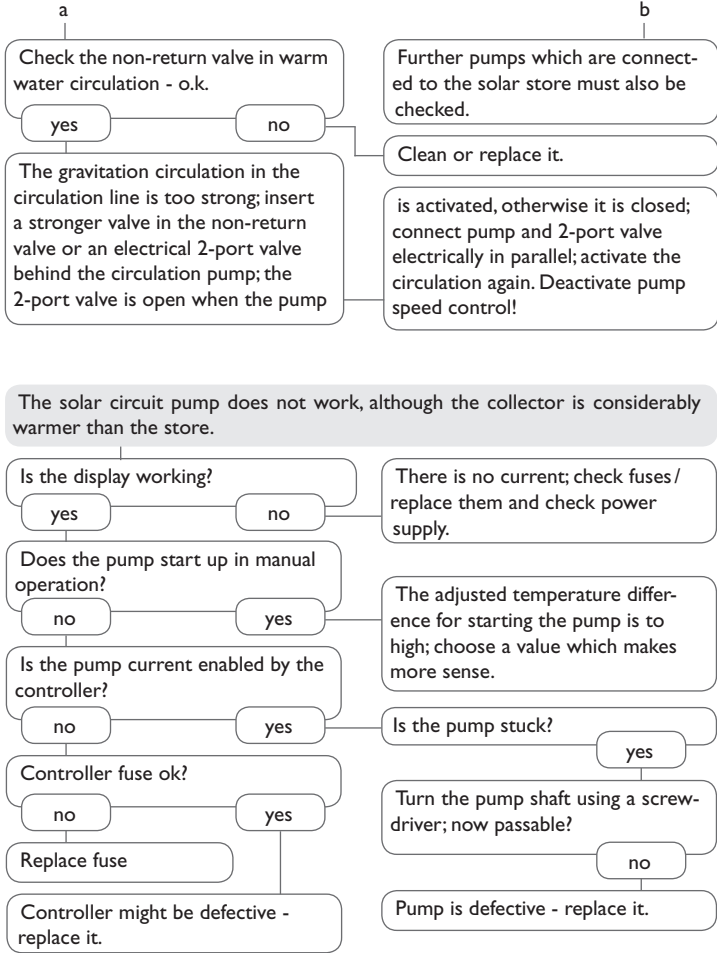 a
b
Check the non-return valve in warm
water circulation - o.k.
yes
no
The gravitation circulation in the
circulation line is too strong; insert
a stronger valve in the non-return
valve or an electrical 2-port valve
behind the circulation pump; the
2-port valve is open when the pump
Further pumps which are connect-
ed to the solar store must also be
checked.
Clean or replace it.
is activated, otherwise it is closed;
connect pump and 2-port valve
electrically in parallel; activate the
circulation again. Deactivate pump
speed control!
The solar circuit pump does not work, although the collector is considerably
warmer than the store.
Is the display working?
yes
no
There is no current; check fuses/
replace them and check power
supply.
Does the pump start up in manual
operation?
no
yes
The adjusted temperature differ-
ence for starting the pump is to
high; choose a value which makes
more sense.
Is the pump current enabled by the
controller?
no
yes
Is the pump stuck?
yes
Controller fuse ok?
no
yes
Turn the pump shaft using a screw-
driver; now passable?
no
Replace fuse
Controller might be defective -
replace it.
Pump is defective - replace it.